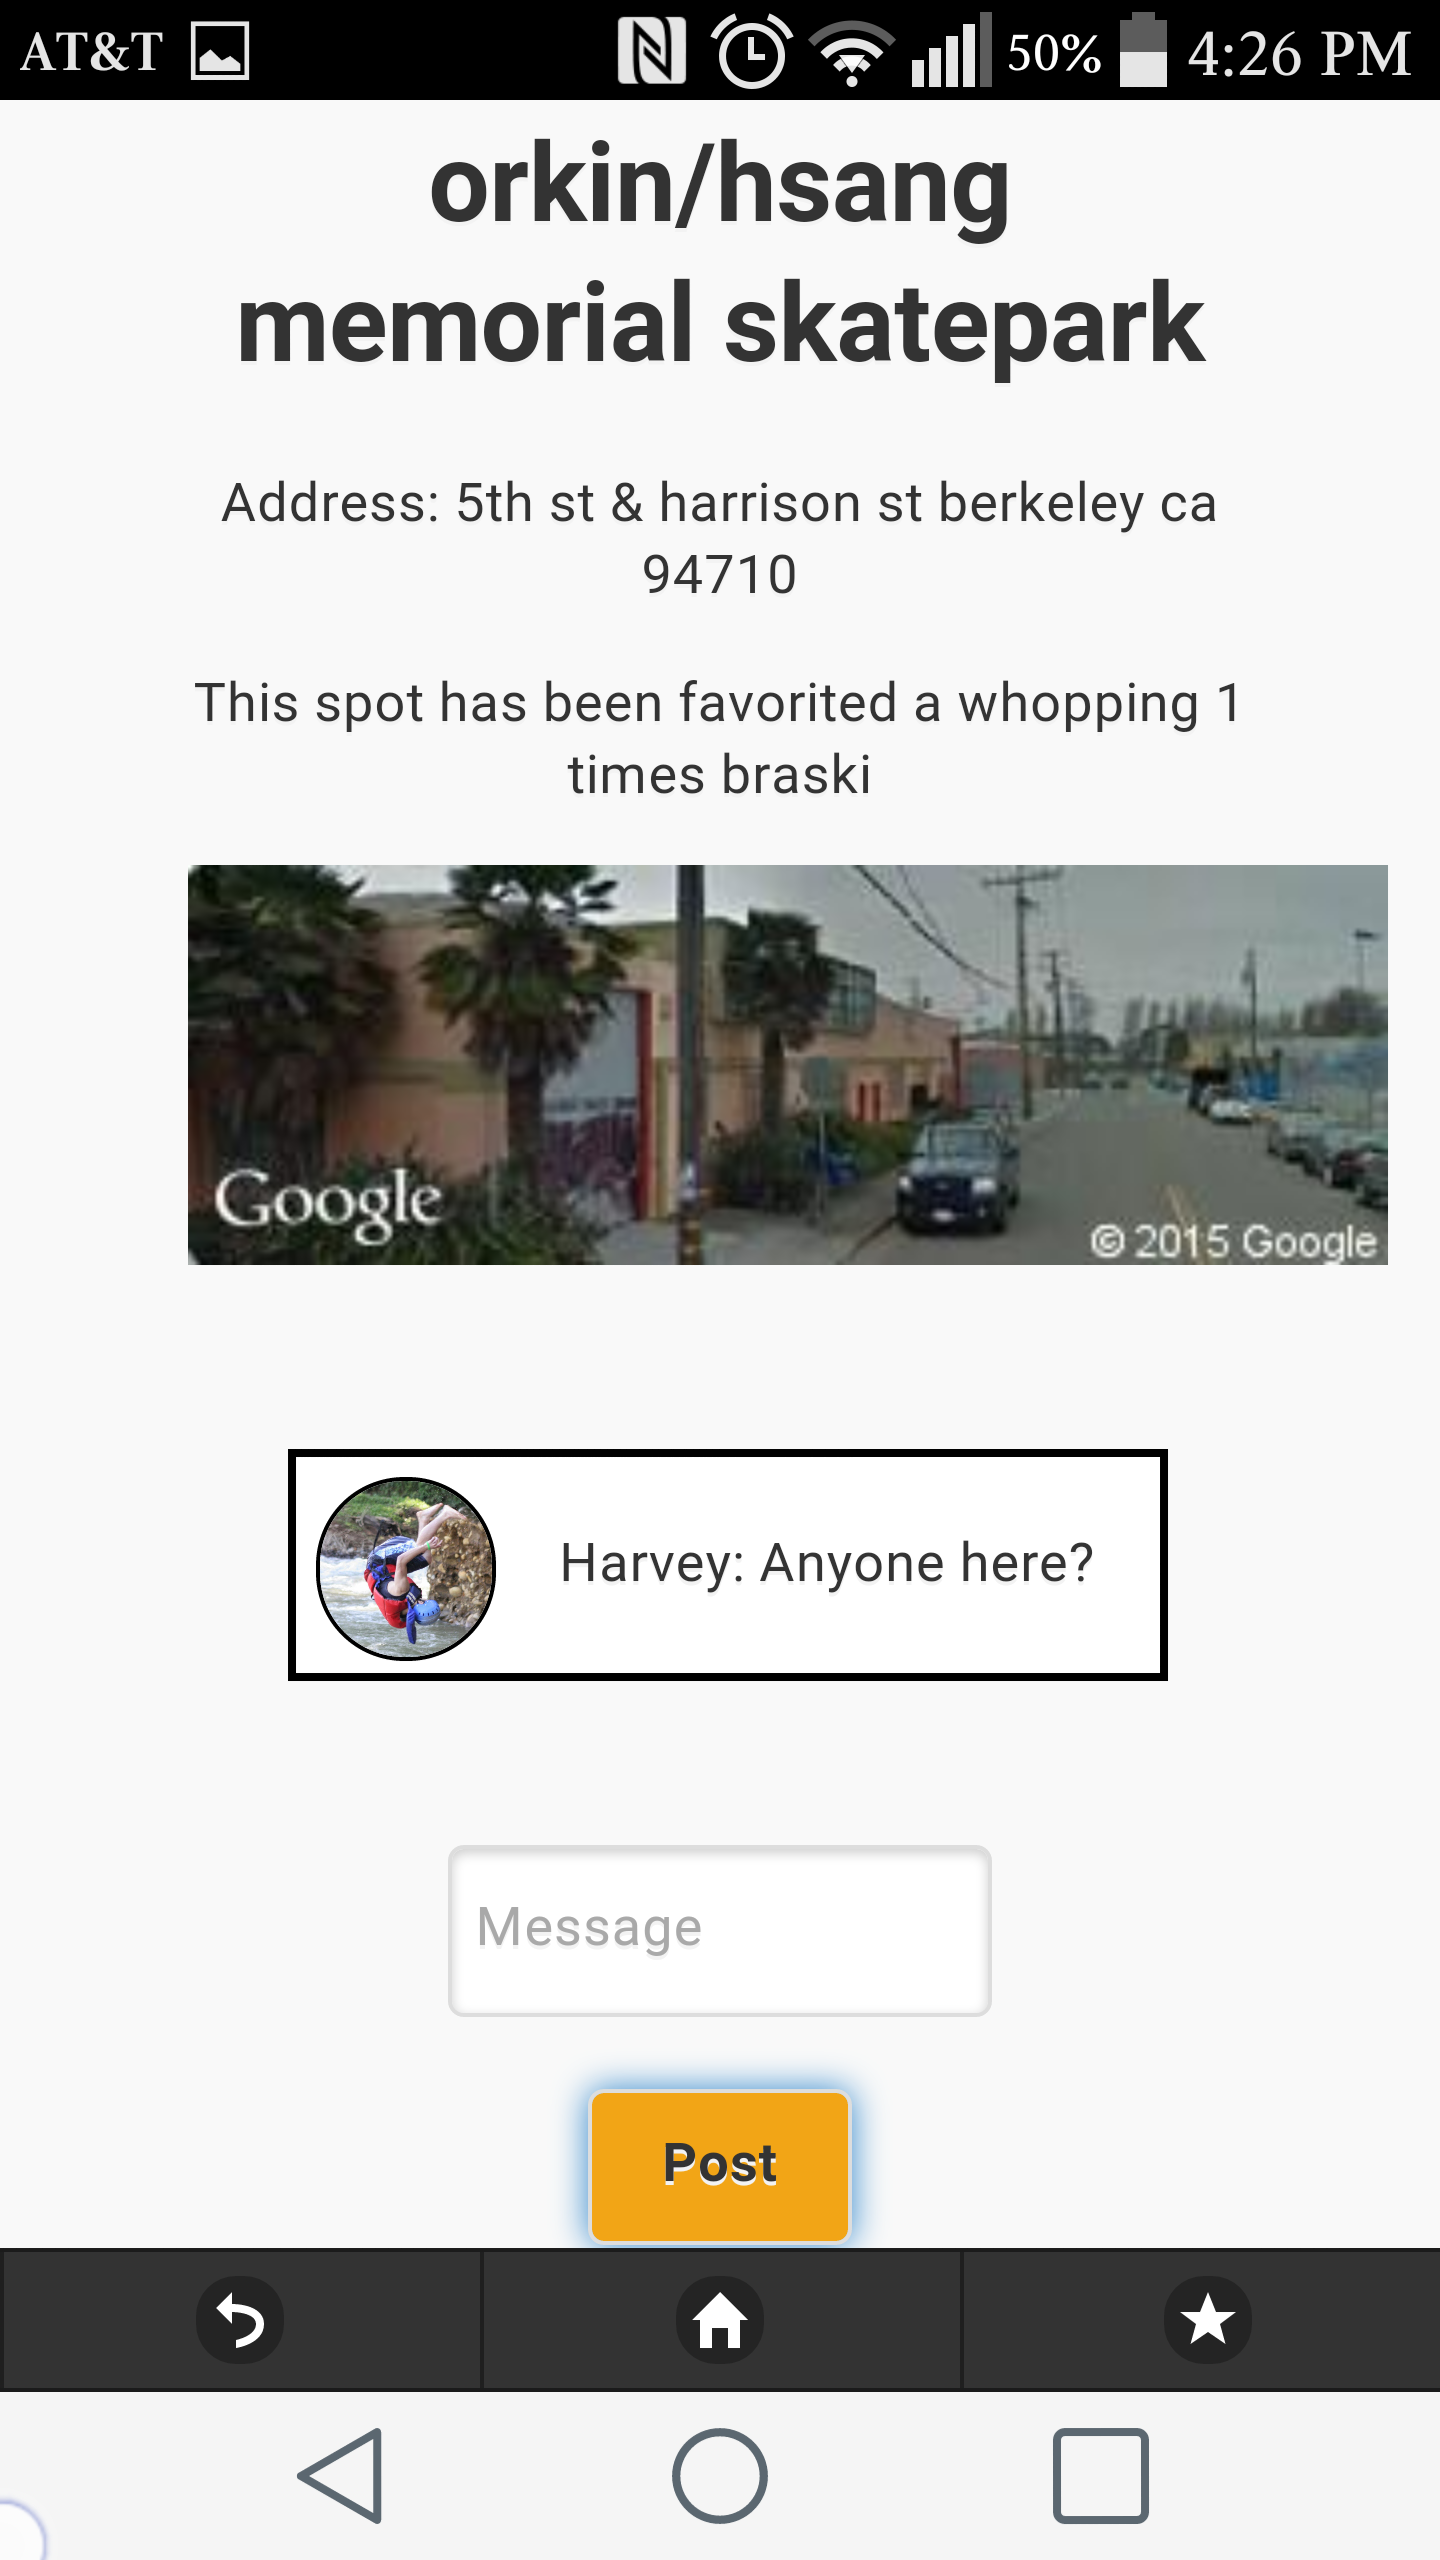 AT&T 50% 4:26 PM
orkin/hsang
memorial skatepark
Address: 5th st & harrison st berkeley ca
94710
This spot has been favorited a whopping 1
times braski
Google
© 2015 Google
Harvey: Anyone here?
Message
Post